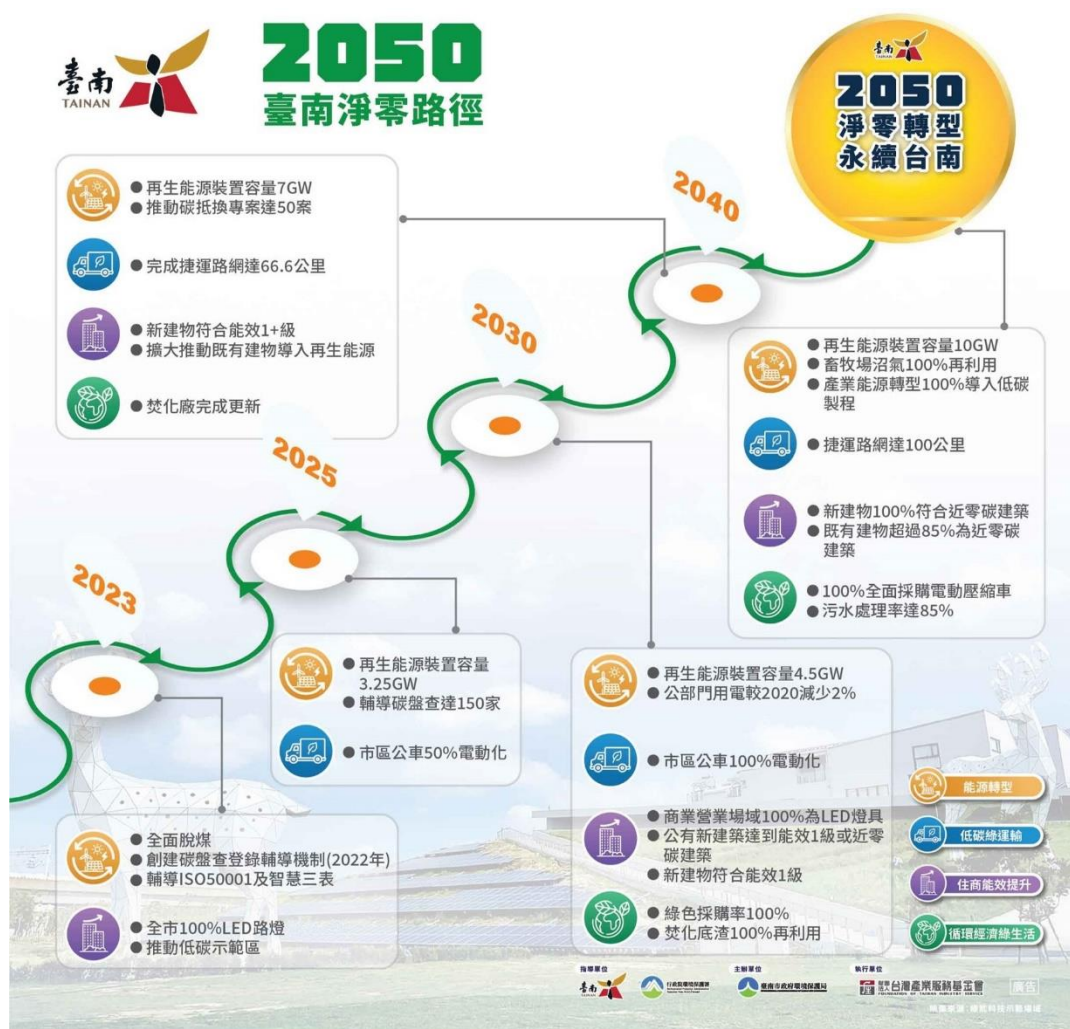 臺南
TAINAN
2050
臺南淨零路徑
臺南
2050
淨零轉型
永續台南
● 再生能源裝置容量7GW
● 推動碳抵換專案達50案
● 完成捷運路網達66.6公里
● 新建物符合能效1+級
● 擴大推動既有建物導入再生能源
● 焚化廠完成更新
2040
2030
2025
2023
● 再生能源裝置容量10GW
● 畜牧場沼氣100%再利用
● 產業能源轉型100%導入低碳
製程
● 捷運路網達100公里
● 新建物100%符合近零碳建築
● 既有建物超過85%為近零碳
建築
● 100%全面採購電動壓縮車
● 污水處理率達85%
● 再生能源裝置容量
3.25GW
● 輔導碳盤查達150家
● 市區公車50%電動化
● 再生能源裝置容量4.5GW
● 公部門用電較2020減少2%
● 市區公車100%電動化
● 商業營業場域100%為LED燈具
● 公有新建築達到能效1級或近零
碳建築
● 新建物符合能效1級
● 綠色採購率100%
● 焚化底渣100%再利用
● 全面脫煤
● 創建碳盤查登錄輔導機制(2022年)
● 輔導ISO50001及智慧三表
● 全市100%LED路燈
● 推動低碳示範區
能源轉型
低碳綠運輸
住商能效提升
循環經濟綠生活
指導單位
臺南
行政院環境保護署
主辦單位
臺南市政府環境保護局
執行單位
財團法人台灣產業服務基金會
FOUNDATION OF TAIWAN INDUSTRY SERVICE
廣告